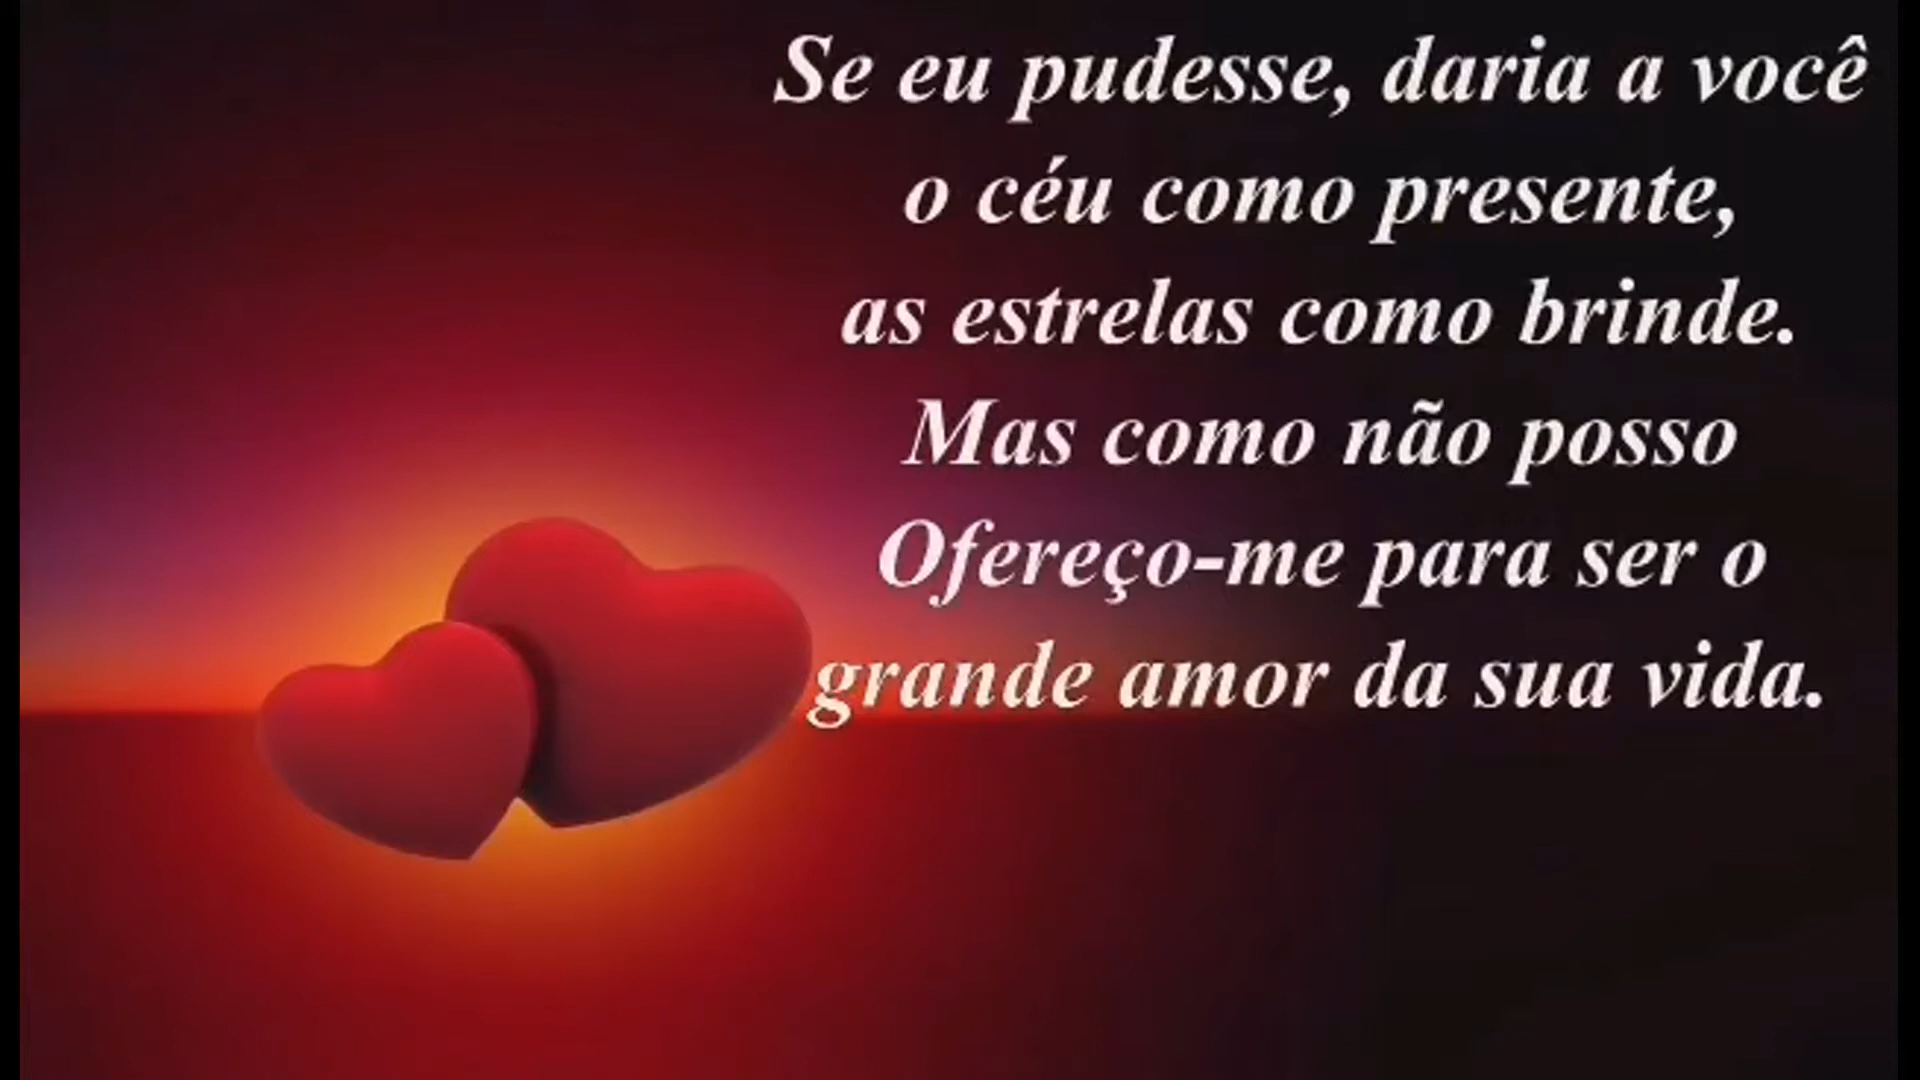 Se eu pudesse, daria a você
o céu como presente,
as estrelas como brinde.
Mas como não posso
Ofereço-me para ser o
grande amor da sua vida.